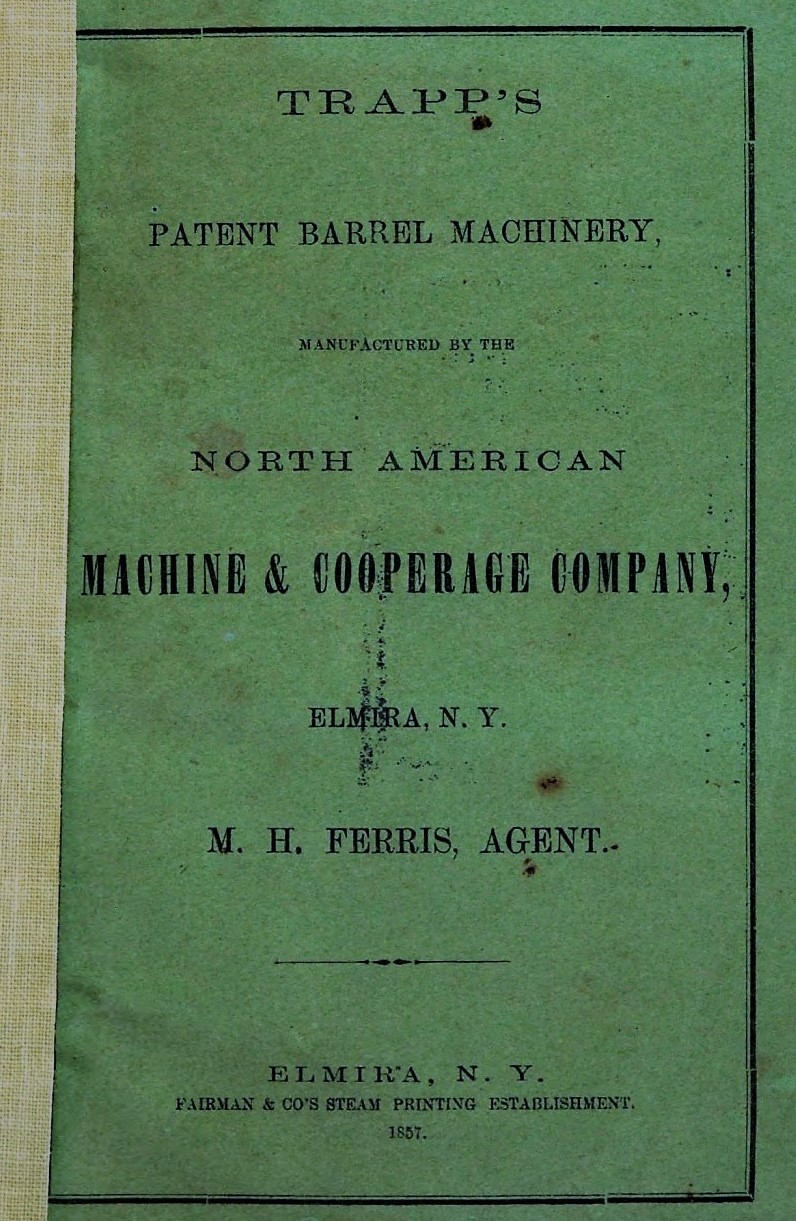 TRAPP'S
PATENT BARREL MACHINERY,
MANUFACTURED BY THE
NORTH AMERICAN
MACHINE & COOPERAGE COMPANY,
ELMIRA, N. Y.
M. H. FERRIS, AGENT.
ELMIRA, N. Y.
FAIRMAN & CO'S STEAM PRINTING ESTABLISHMENT.
1857.